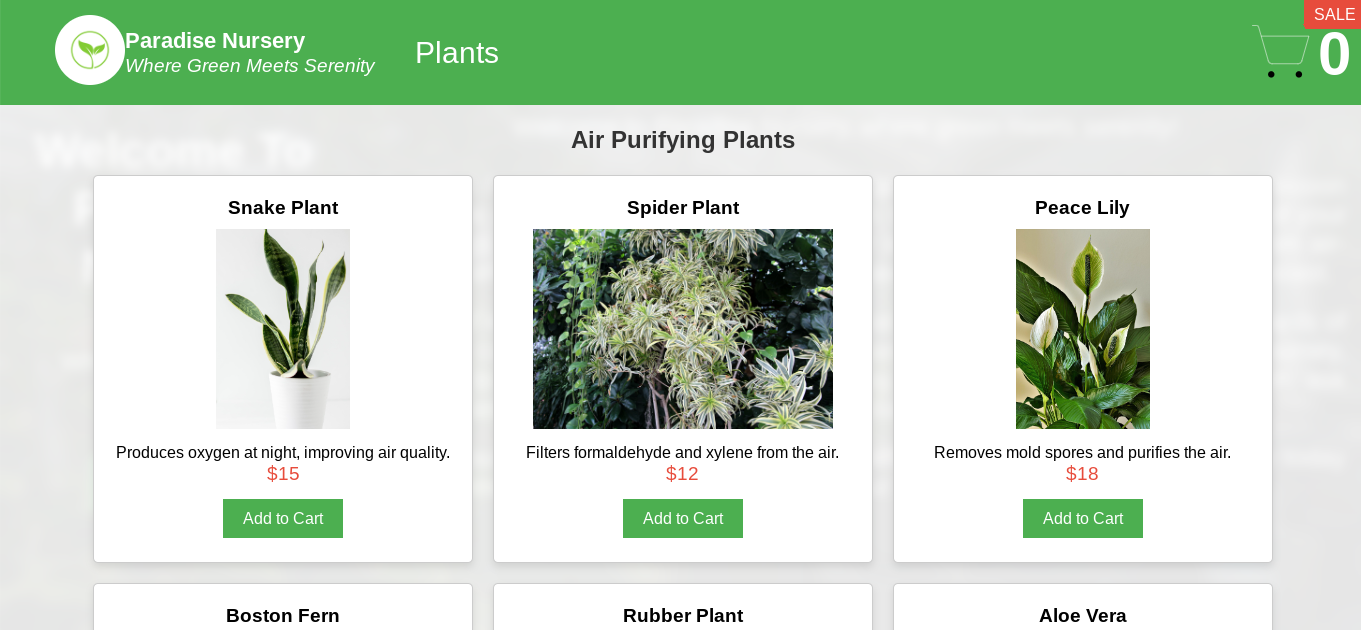 SALE
Paradise Nursery
Where Green Meets Serenity
Plants
0
Welcome To
Air Purifying Plants
Snake Plant
Spider Plant
Peace Lily
Produces oxygen at night, improving air quality.
Filters formaldehyde and xylene from the air.
Removes mold spores and purifies the air.
$15
$12
$18
Add to Cart
Add to Cart
Add to Cart
Boston Fern
Rubber Plant
Aloe Vera